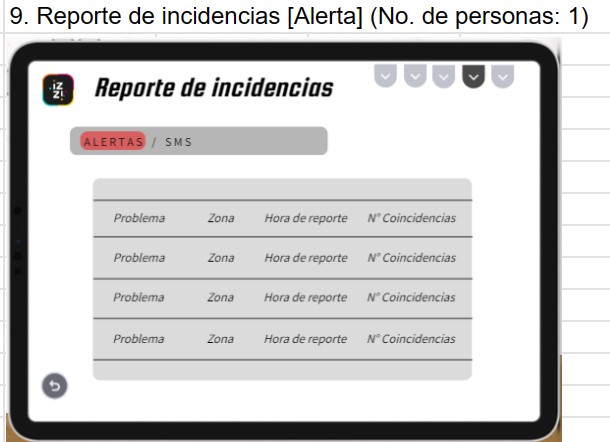 9. Reporte de incidencias [Alerta] (No. de personas: 1)
iZ
Z!
Reporte de incidencias
ALERTAS / SMS
Problema Zona Hora de reporte N° Coincidencias
Problema Zona Hora de reporte N° Coincidencias
Problema Zona Hora de reporte N° Coincidencias
Problema Zona Hora de reporte N° Coincidencias